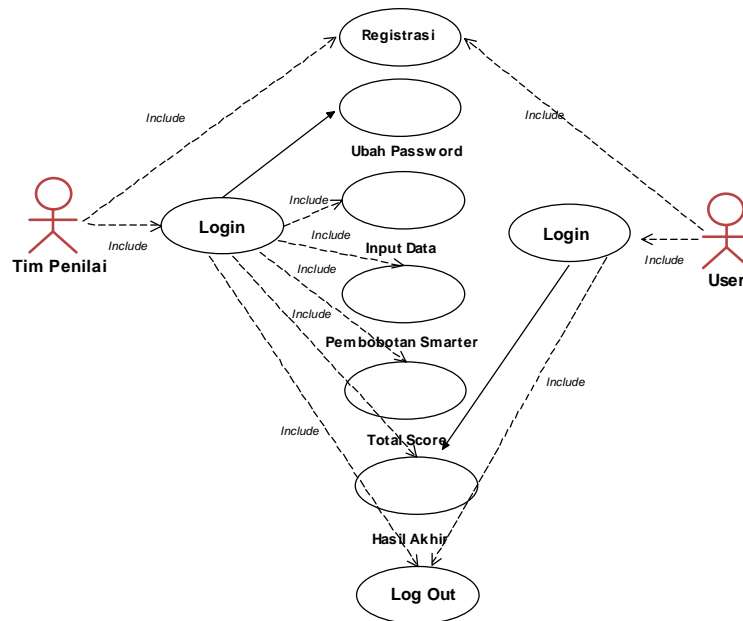 Registrasi
Include
Include
Ubah Password
Include
Login
Include
Login
Include
Input Data
Include
Tim Penilai
Include
User
Include
Pembobotan Smarter
Include
Include
Total Score
Hasil Akhir
Log Out